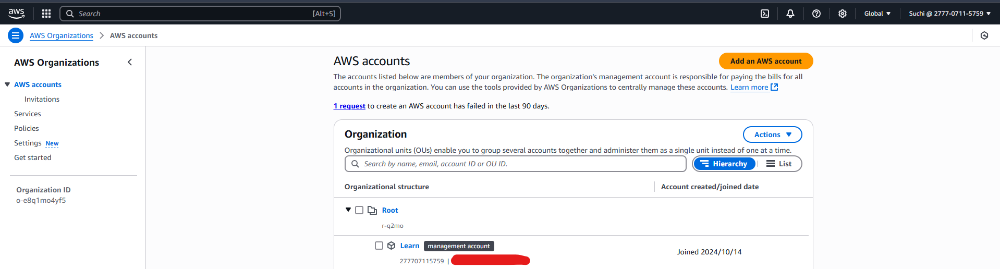 aws
Search [Alt+S]
Global
Suchi @ 2777-0711-5759
AWS Organizations
AWS accounts
AWS Organizations
AWS accounts
Invitations
Services
Policies
Settings New
Get started
Organization ID
o-e8q1mo4yf5
AWS accounts
Add an AWS account
The accounts listed below are members of your organization. The organization's management account is responsible for paying the bills for all
accounts in the organization. You can use the tools provided by AWS Organizations to centrally manage these accounts. Learn more
1 request to create an AWS account has failed in the last 90 days.
Organization
Actions
Organizational units (OUs) enable you to group several accounts together and administer them as a single unit instead of one at a time.
Search by name, email, account ID or OU ID.
Hierarchy
List
Organizational structure
Account created/joined date
Root
r-q2mo
Learn management account
Joined 2024/10/14
277707115759 |